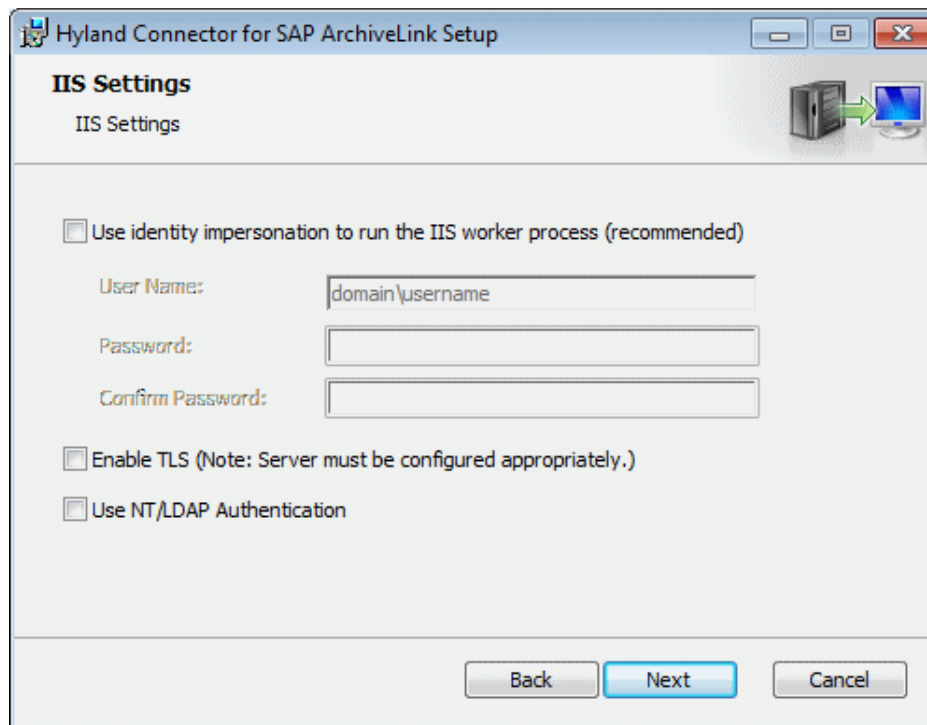 Hyland Connector for SAP ArchiveLink Setup
IIS Settings
IIS Settings
Use identity impersonation to run the IIS worker process (recommended)
User Name:
domain\username
Password:
Confirm Password:
Enable TLS (Note: Server must be configured appropriately.)
Use NT/LDAP Authentication
Back Next Cancel